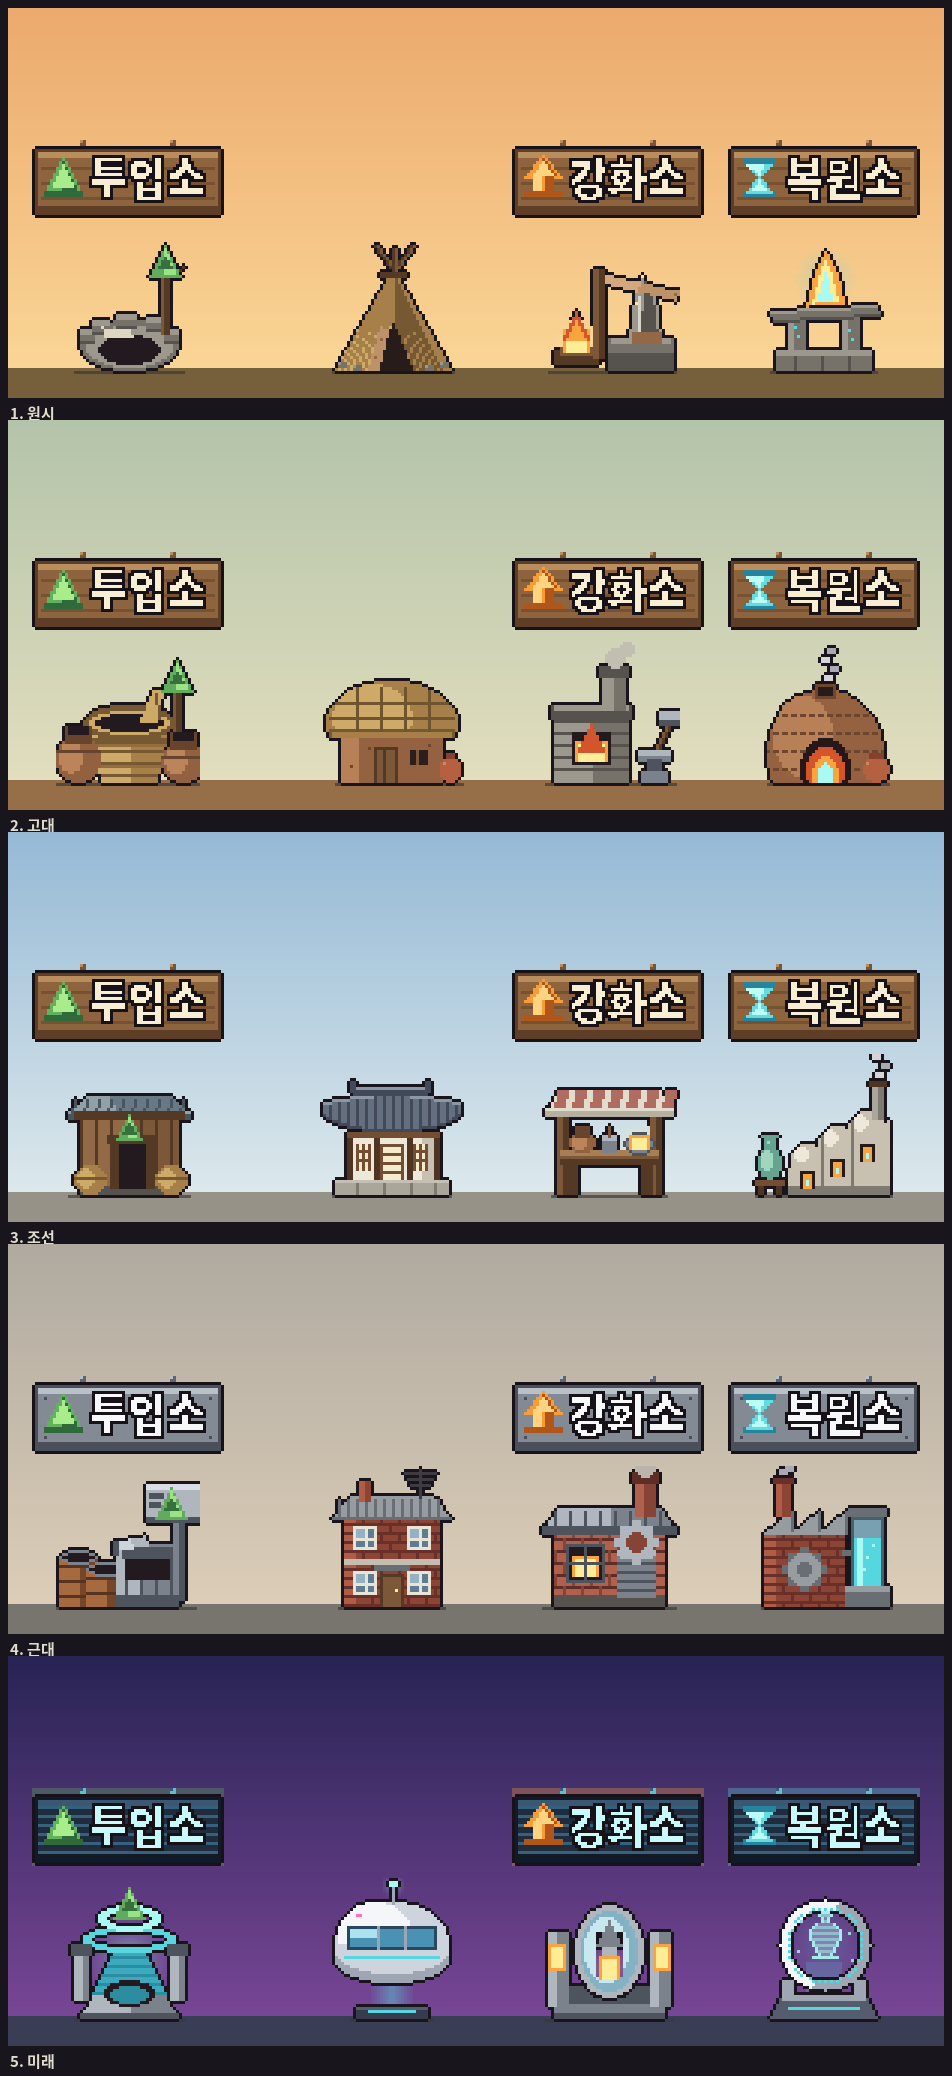 투입소
강화소
복원소
1. 원시
투입소
강화소
복원소
2. 고대
투입소
강화소
복원소
3. 조선
투입소
강화소
복원소
4. 근대
투입소
강화소
복원소
5. 미래